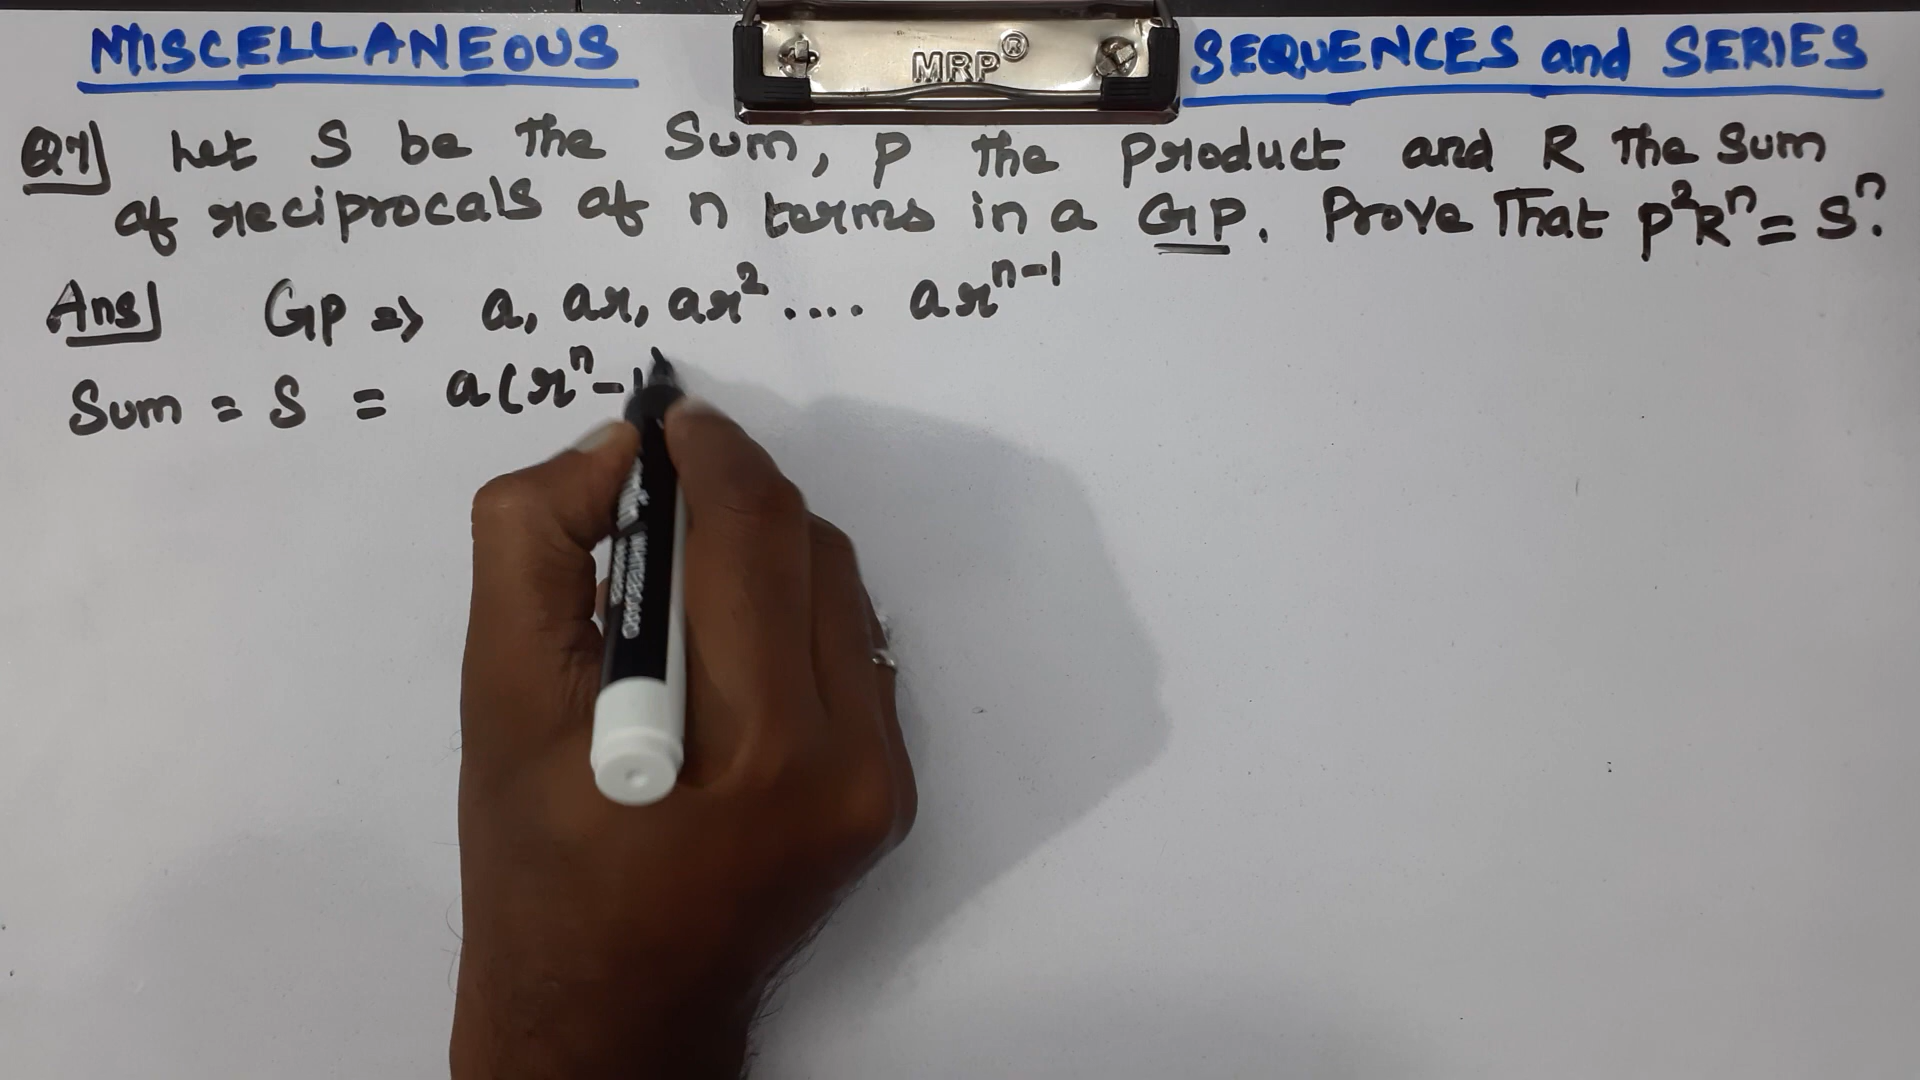 MISCELLANEOUS
MRP®
SEQUENCES and SERIES
Q7] Let S be the Sum, P the Product and R the Sum
of reciprocals of n terms in a GP. Prove That P²Rⁿ = Sⁿ.
Ans] GP ⇒ a, ar, ar² .... arⁿ⁻¹
Sum = S = a(rⁿ-1
WHITEBOARD